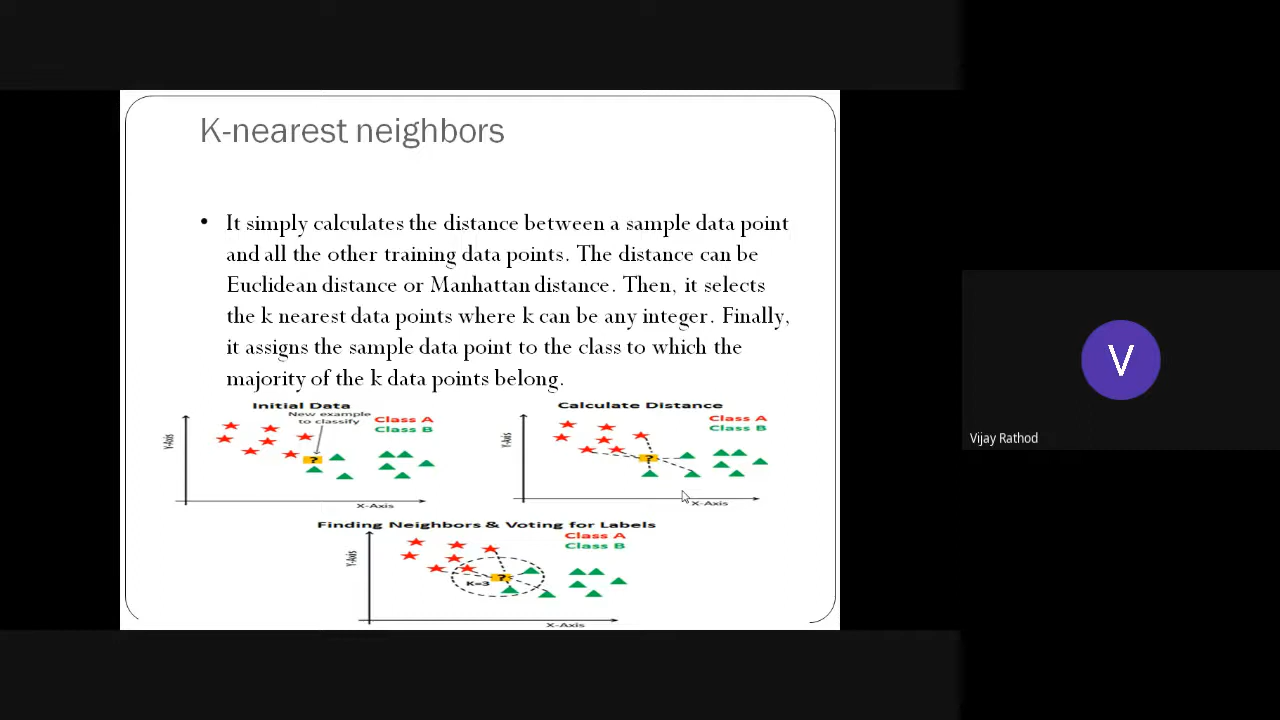 K-nearest neighbors
• It simply calculates the distance between a sample data point
and all the other training data points. The distance can be
Euclidean distance or Manhattan distance. Then, it selects
the k nearest data points where k can be any integer. Finally,
it assigns the sample data point to the class to which the
majority of the k data points belong.
Initial Data
New example
to classify
Class A
Class B
Y-Axis
?
X-Axis
Calculate Distance
Class A
Class B
Y-Axis
?
X-Axis
Finding Neighbors & Voting for Labels
Class A
Class B
Y-Axis
?
K=3
X-Axis
V
Vijay Rathod